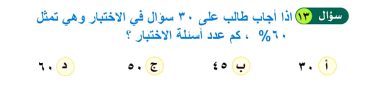 سؤال ١٣ اذا أجاب طالب على ٣٠ سؤال في الاختبار وهي تمثل
٦٠% ، كم عدد أسئلة الاختبار ؟
أ ٣٠ ب ٤٥ ج ٥٠ د ٦٠